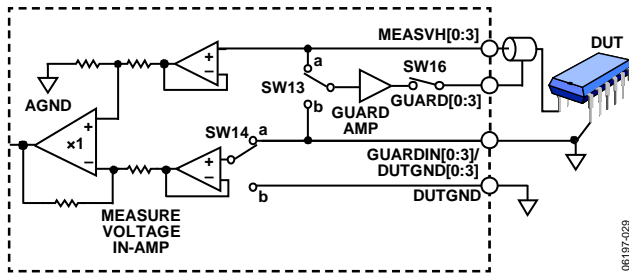 MEASVH[0:3]
DUT
a
SW16
AGND
SW13
GUARD[0:3]
b
GUARD
AMP
+
–
+
×1
–
SW14
a
+
–
GUARDIN[0:3]/
DUTGND[0:3]
b
DUTGND
MEASURE
VOLTAGE
IN-AMP
06197-029